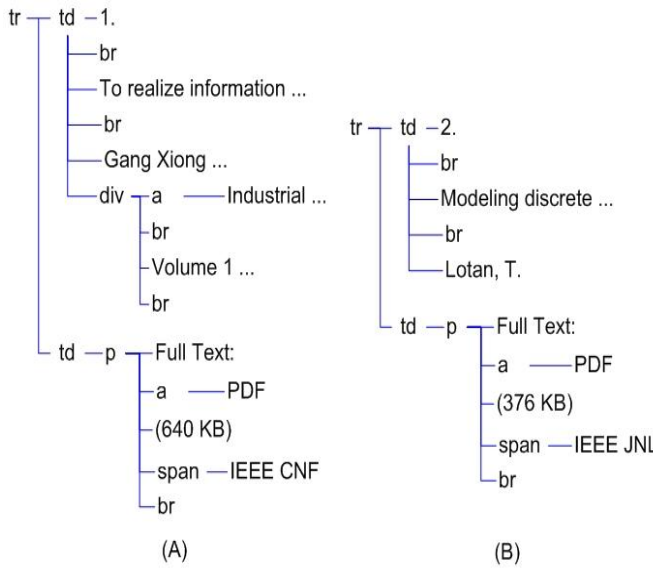 tr td 1.
br
To realize information ...
br
Gang Xiong ...
div a Industrial ...
br
Volume 1 ...
br
td p Full Text:
a PDF
(640 KB)
span IEEE CNF
br
(A)
tr td 2.
br
Modeling discrete ...
br
Lotan, T.
td p Full Text:
a PDF
(376 KB)
span IEEE JNL
br
(B)